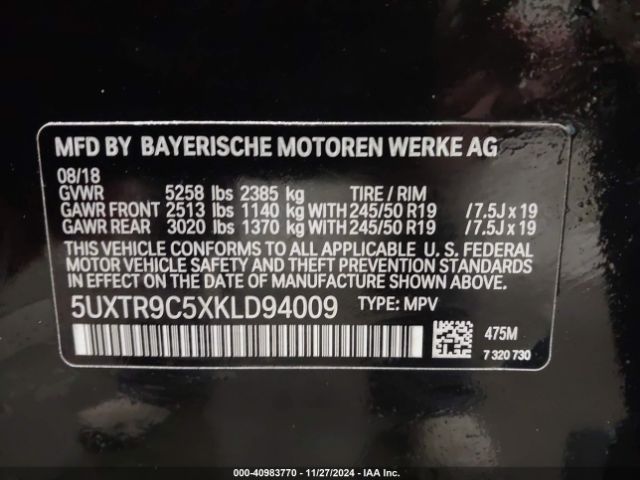 MFD BY BAYERISCHE MOTOREN WERKE AG
08/18
GVWR 5258 lbs 2385 kg TIRE / RIM
GAWR FRONT 2513 lbs 1140 kg WITH 245/50 R19 / 7.5J x 19
GAWR REAR 3020 lbs 1370 kg WITH 245/50 R19 / 7.5J x 19
THIS VEHICLE CONFORMS TO ALL APPLICABLE U. S. FEDERAL
MOTOR VEHICLE SAFETY AND THEFT PREVENTION STANDARDS
IN EFFECT ON THE DATE OF MANUFACTURE SHOWN ABOVE.
5UXTR9C5XKLD94009 TYPE: MPV
475M
7 320 730
000-40983770 - 11/27/2024 - IAA Inc.